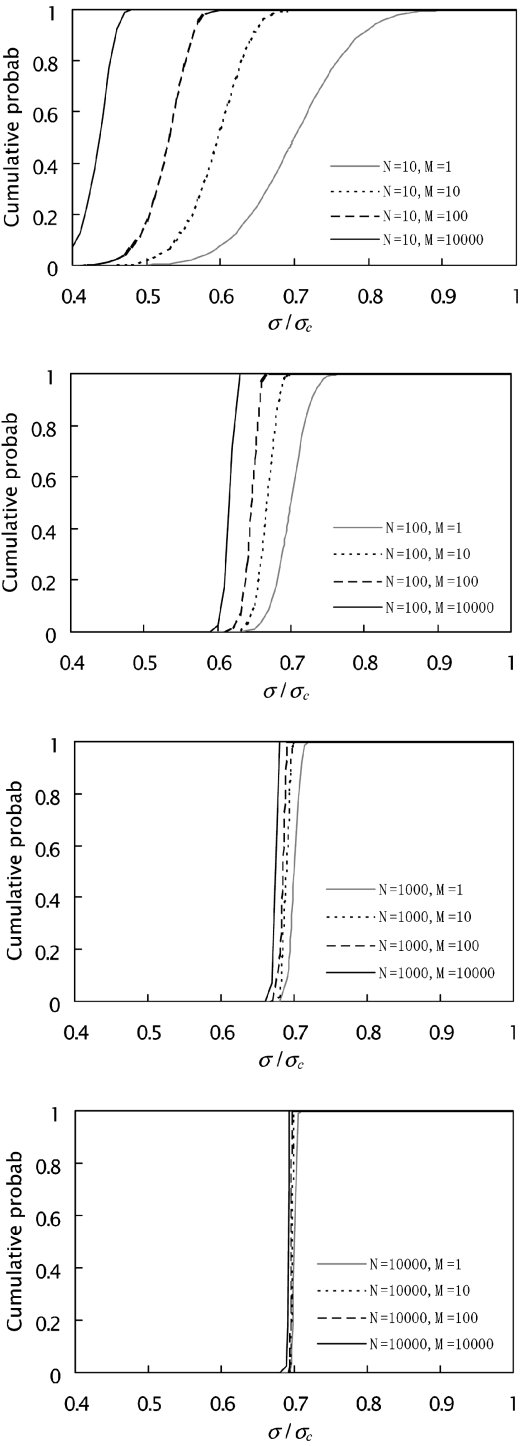 1
0.8
0.6
0.4
0.2
0
Cumulative probab
N=10, M=1
N=10, M=10
N=10, M=100
N=10, M=10000
0.4 0.5 0.6 0.7 0.8 0.9 1
σ / σc
1
0.8
0.6
0.4
0.2
0
Cumulative probab
N=100, M=1
N=100, M=10
N=100, M=100
N=100, M=10000
0.4 0.5 0.6 0.7 0.8 0.9 1
σ / σc
1
0.8
0.6
0.4
0.2
0
Cumulative probab
N=1000, M=1
N=1000, M=10
N=1000, M=100
N=1000, M=10000
0.4 0.5 0.6 0.7 0.8 0.9 1
σ / σc
1
0.8
0.6
0.4
0.2
0
Cumulative probab
N=10000, M=1
N=10000, M=10
N=10000, M=100
N=10000, M=10000
0.4 0.5 0.6 0.7 0.8 0.9 1
σ / σc